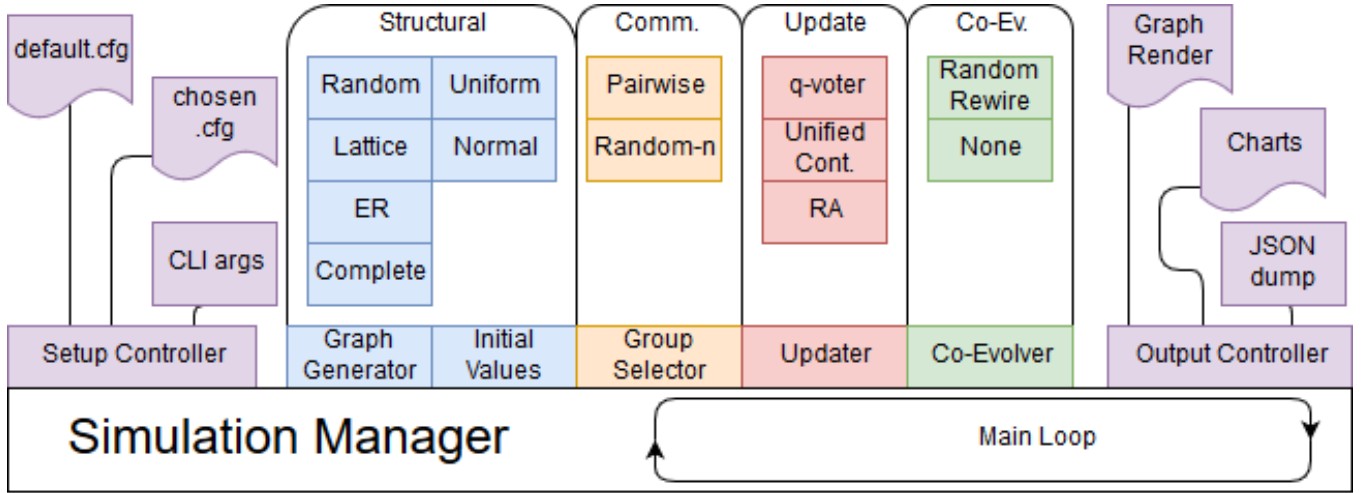 default.cfg
chosen
.cfg
CLI args
Setup Controller
Structural
Random
Uniform
Lattice
Normal
ER
Complete
Graph
Generator
Initial
Values
Comm.
Pairwise
Random-n
Group
Selector
Update
q-voter
Unified
Cont.
RA
Updater
Co-Ev.
Random
Rewire
None
Co-Evolver
Graph
Render
Charts
JSON
dump
Output Controller
Simulation Manager
Main Loop